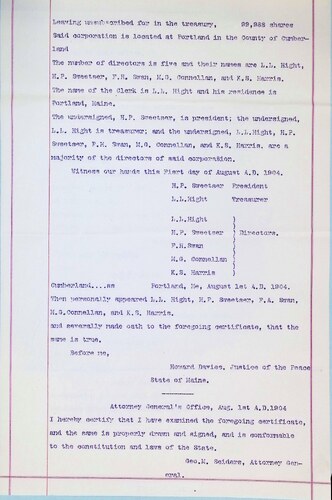 Leaving unsubscribed for in the treasury, 99,988 shares
Said corporation is located at Portland in the County of Cumber-
land
The number of directors is five and their names are L.L. Hight,
H.P. Sweetser, F.H. Swan, M.G. Connellan, and K.S. Harris.
The name of the Clerk is L.L. Hight and his residence is
Portland, Maine.
The undersigned, H.P. Sweetser, is president; the undersigned,
L.L. Hight is treasurer; and the undersigned, L.L.Hight, H.P.
Sweetser, F.H. Swan, M.G. Connellan, and K.S. Harris, are a
majority of the directors of said corporation.
Witness our hands this First day of August A.D. 1904.
H.P. Sweetser President
L.L.Hight Treasurer
L.L.Hight )
H.P. Sweetser ) Directors.
F.H.Swan )
M.G. Connellan )
K.S. Harris )
Cumberland....ss Portland, Me, August 1st A.D. 1904.
Then personally appeared L.L. Hight, H.P. Sweetser, F.A. Swan,
M.G.Connellan, and K.S. Harris.
and severally made oath to the foregoing certificate, that the
same is true.
Before me,
Howard Davies, Justice of the Peace
State of Maine.
Attorney General's Office, Aug. 1st A.D.1904
I hereby certify that I have examined the foregoing certificate,
and the same is properly drawn and signed, and is conformable
to the constitution and laws of the State.
Geo.M. Seiders, Attorney Gen-
eral.